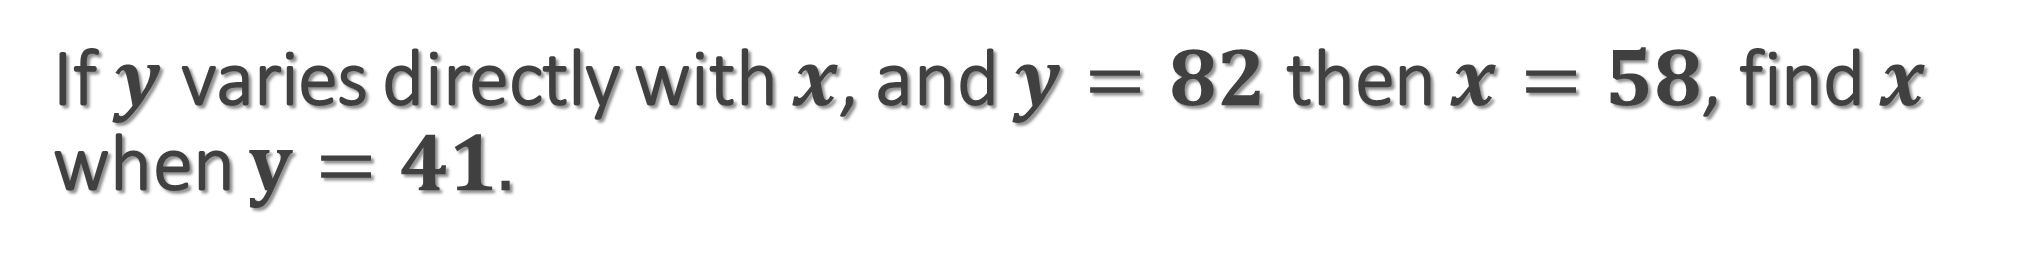 If y varies directly with x, and y = 82 then x = 58, find x
when y = 41.